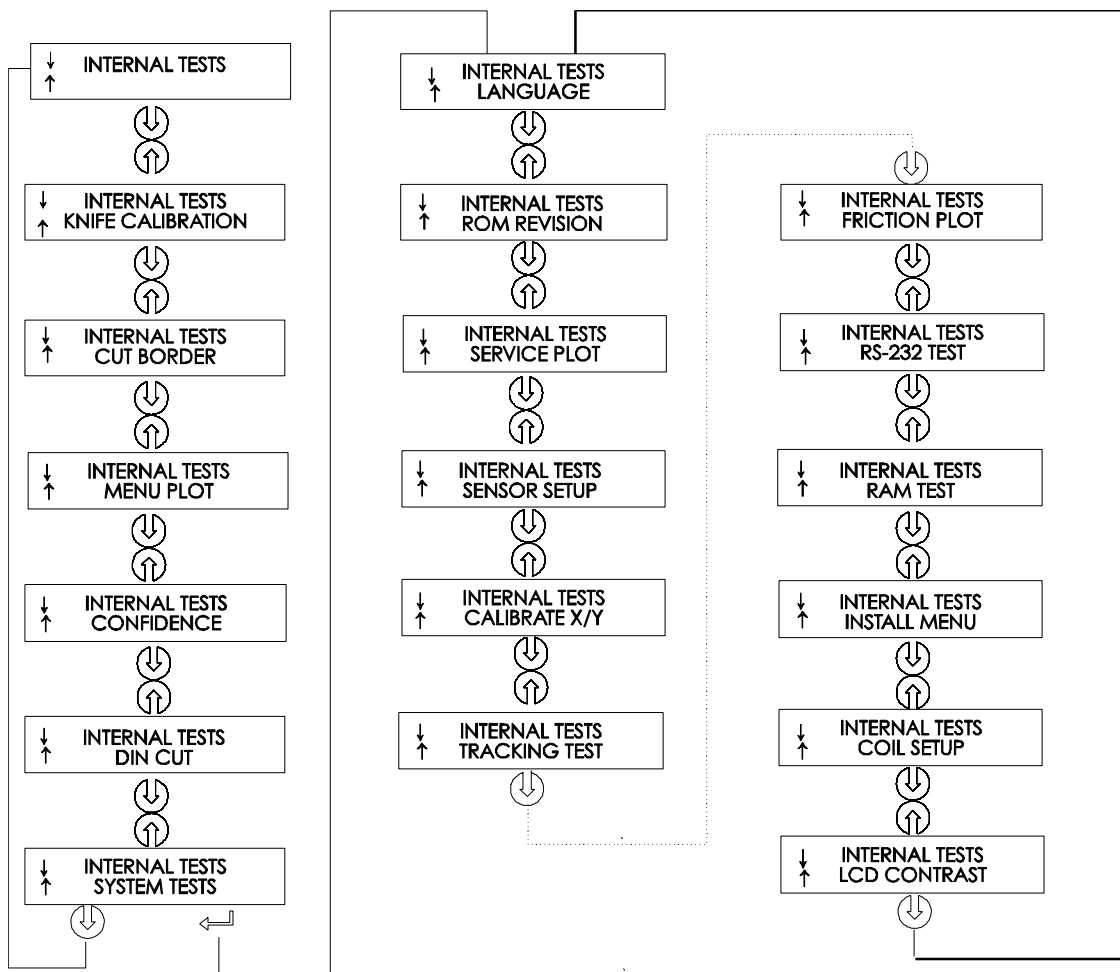 INTERNAL TESTS
INTERNAL TESTS
KNIFE CALIBRATION
INTERNAL TESTS
CUT BORDER
INTERNAL TESTS
MENU PLOT
INTERNAL TESTS
CONFIDENCE
INTERNAL TESTS
DIN CUT
INTERNAL TESTS
SYSTEM TESTS
INTERNAL TESTS
LANGUAGE
INTERNAL TESTS
ROM REVISION
INTERNAL TESTS
SERVICE PLOT
INTERNAL TESTS
SENSOR SETUP
INTERNAL TESTS
CALIBRATE X/Y
INTERNAL TESTS
TRACKING TEST
INTERNAL TESTS
FRICTION PLOT
INTERNAL TESTS
RS-232 TEST
INTERNAL TESTS
RAM TEST
INTERNAL TESTS
INSTALL MENU
INTERNAL TESTS
COIL SETUP
INTERNAL TESTS
LCD CONTRAST